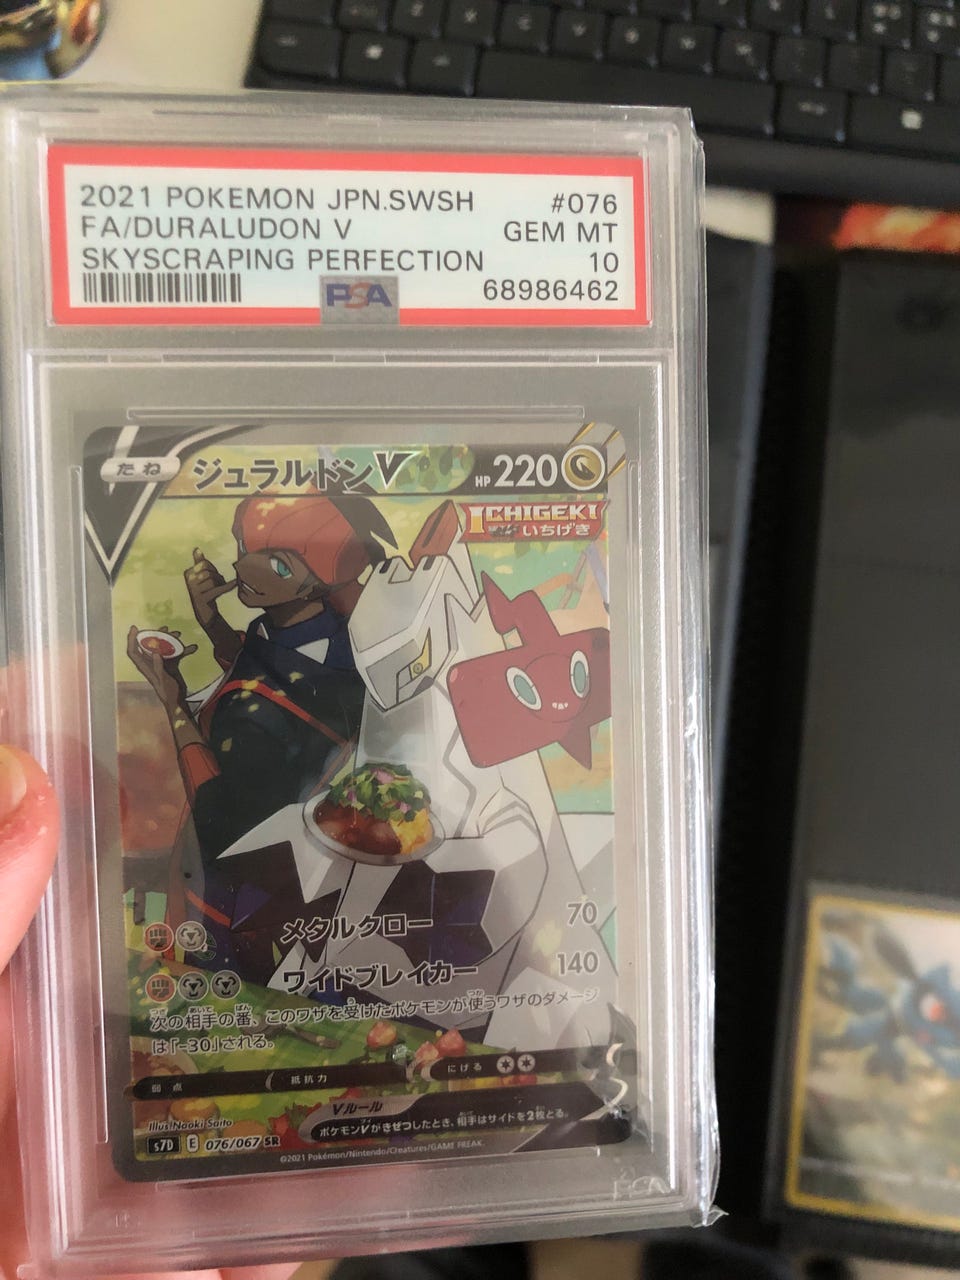 2021 POKEMON JPN.SWSH #076
FA/DURALUDON V GEM MT
SKYSCRAPING PERFECTION 10
PSA 68986462
たね ジュラルドンV HP 220
ICHIGEKI
いちげき
メタルクロー 70
ワイドブレイカー 140
次の相手の番、このワザを受けたポケモンが使うワザのダメージ
は「-30」される。
弱点 抵抗力 にげる
Vルール
ポケモンVがきぜつしたとき、相手はサイドを2枚とる。
Illus. Naoki Saito
s7D E 076/067 SR
©2021 Pokémon/Nintendo/Creatures/GAME FREAK.